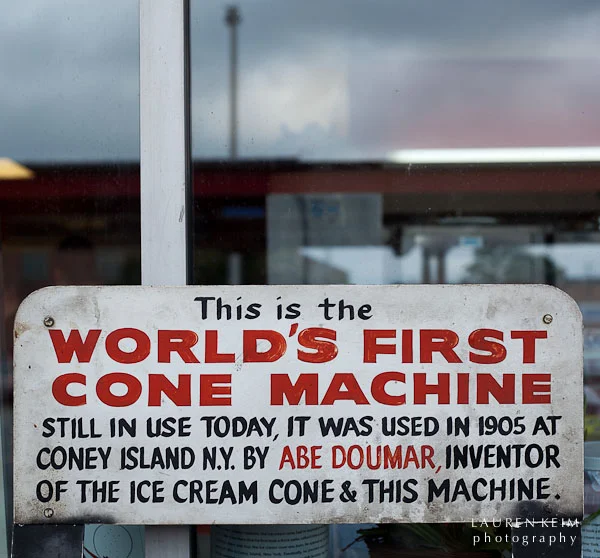 This is the
WORLD'S FIRST
CONE MACHINE
STILL IN USE TODAY, IT WAS USED IN 1905 AT
CONEY ISLAND N.Y. BY ABE DOUMAR, INVENTOR
OF THE ICE CREAM CONE & THIS MACHINE.
LAUREN KEIM
photography